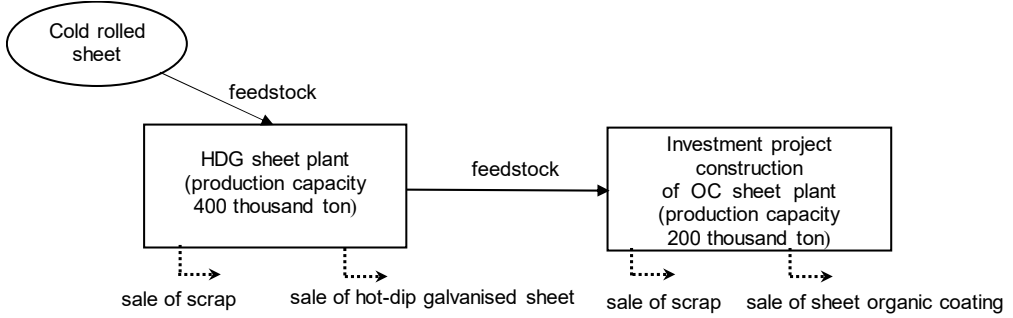 Cold rolled
sheet
feedstock
HDG sheet plant
(production capacity
400 thousand ton)
feedstock
Investment project
construction
of OC sheet plant
(production capacity
200 thousand ton)
sale of scrap
sale of hot-dip galvanised sheet
sale of scrap
sale of sheet organic coating